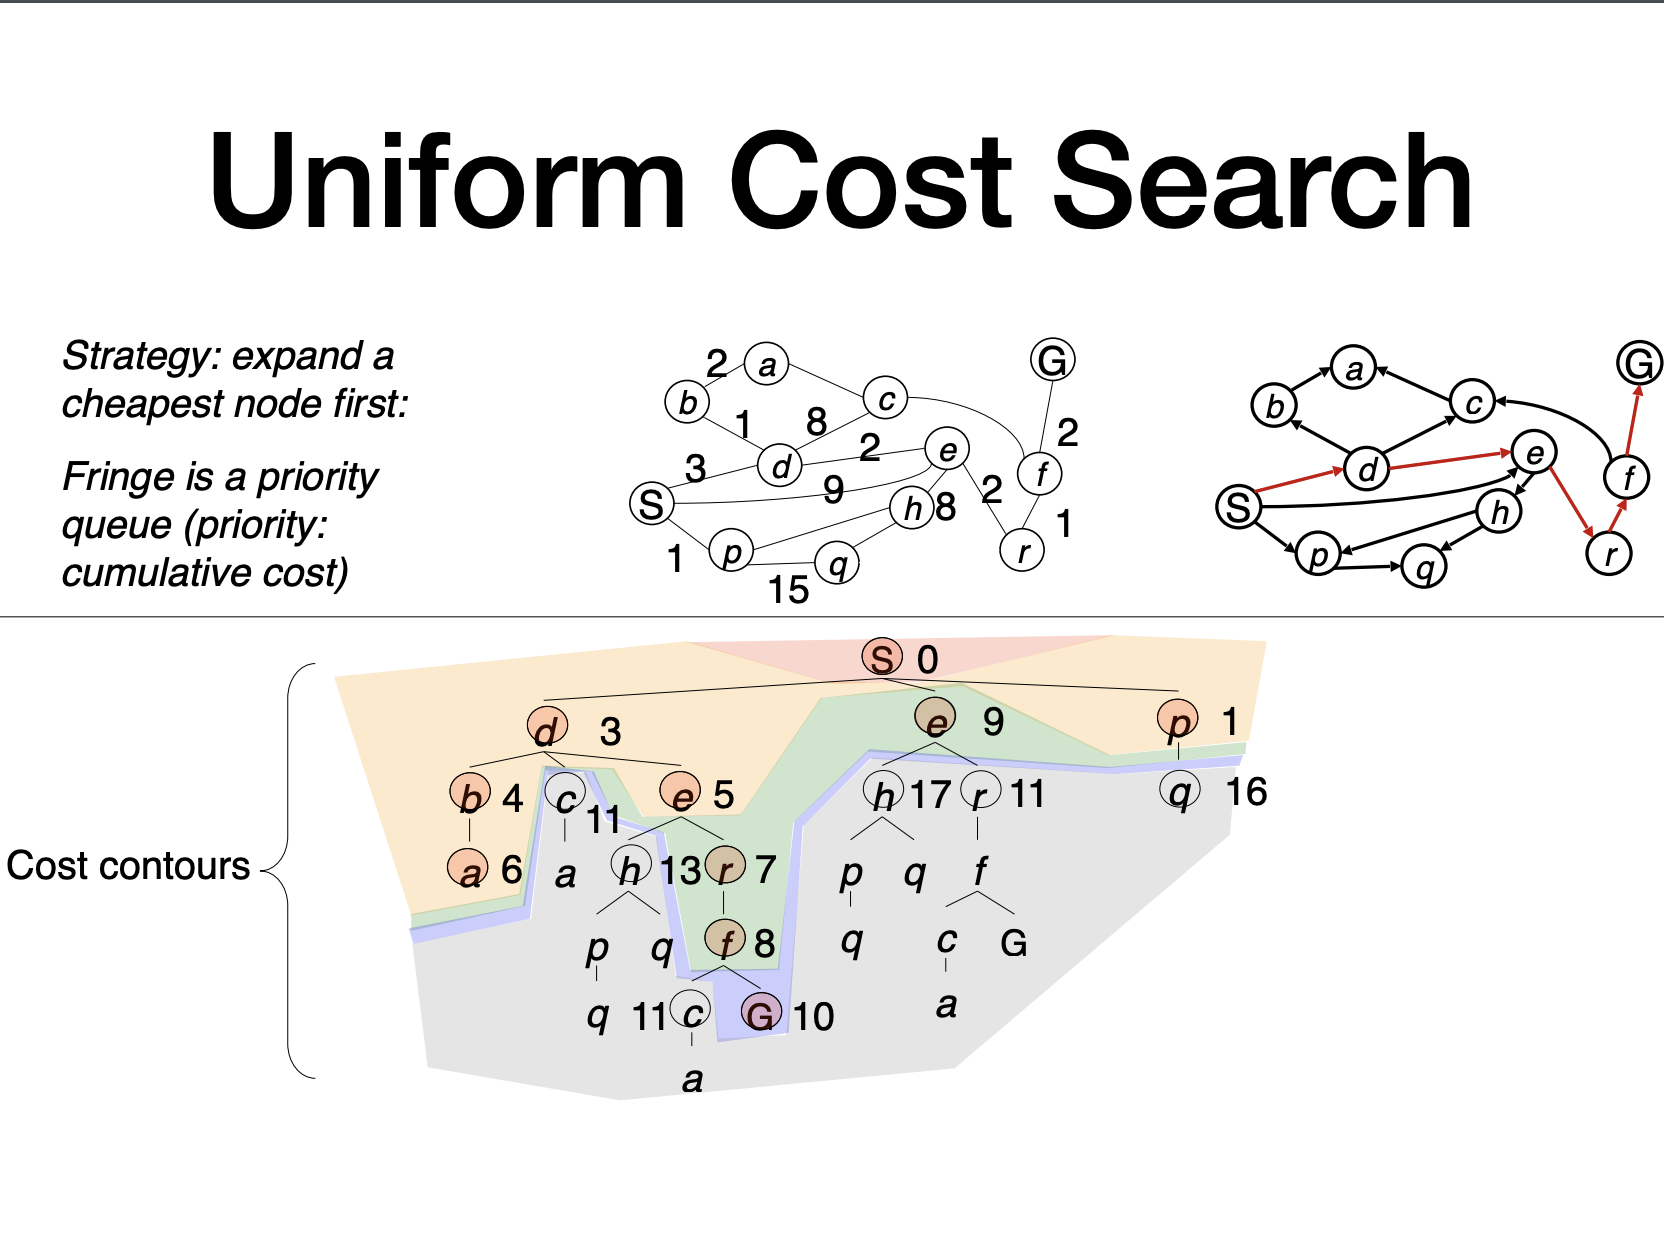 Uniform Cost Search
Strategy: expand a
cheapest node first:
Fringe is a priority
queue (priority:
cumulative cost)
2 a G
b c
1 8 2
3 d 2 e
S 9 h 8 2 f
1 p q r 1
15
a G
b c
d e f
S h
p q r
Cost contours
S 0
d 3 e 9 p 1
b 4 c 11 e 5 h 17 r 11 q 16
a 6 a h 13 r 7 p q f
p q f 8 q c G
q 11 c G 10 a
a